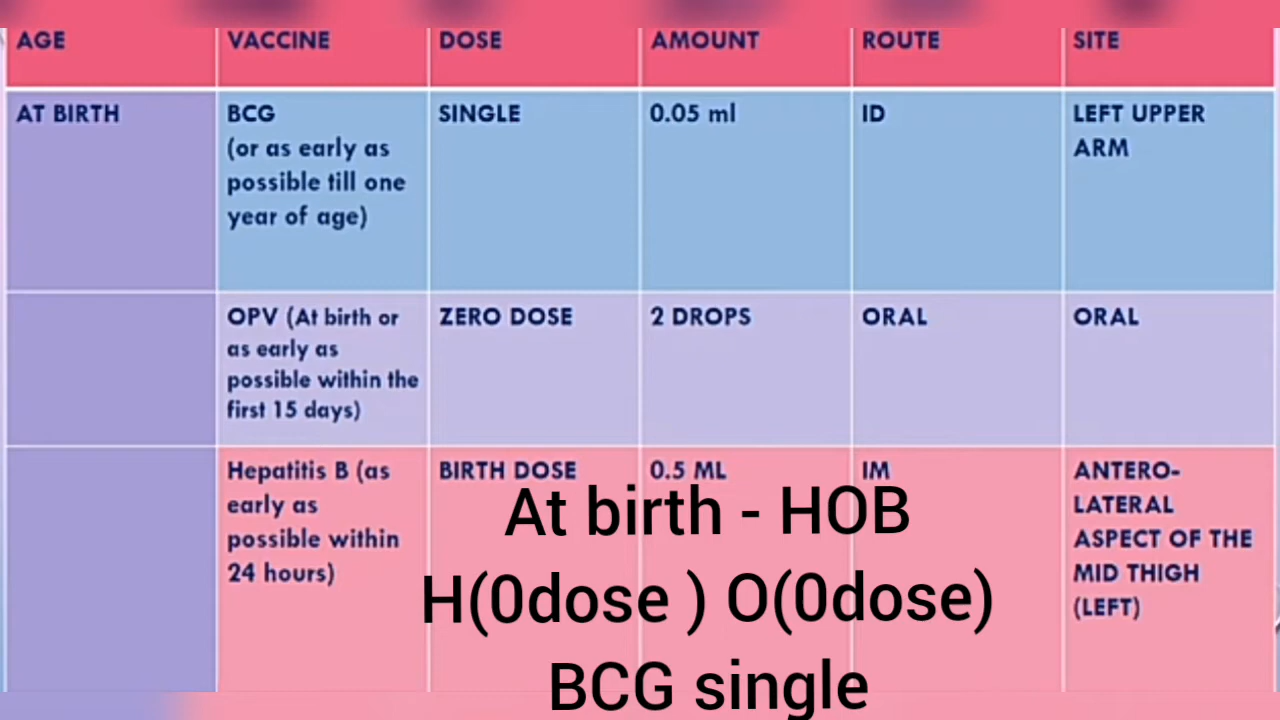 AGE VACCINE DOSE AMOUNT ROUTE SITE
AT BIRTH BCG SINGLE 0.05 ml ID LEFT UPPER
(or as early as ARM
possible till one
year of age)
OPV (At birth or ZERO DOSE 2 DROPS ORAL ORAL
as early as
possible within the
first 15 days)
Hepatitis B (as BIRTH DOSE 0.5 ML IM ANTERO-
early as LATERAL
possible within ASPECT OF THE
24 hours) MID THIGH
(LEFT)
At birth - HOB
H(0dose ) O(0dose)
BCG single